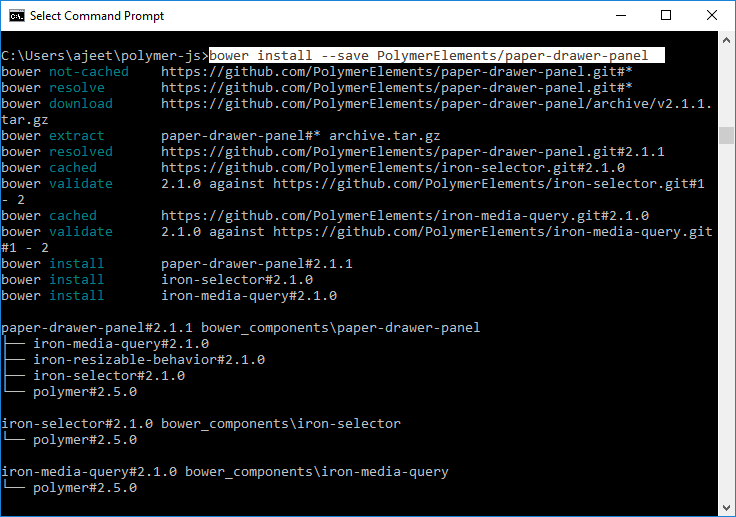 Select Command Prompt
C:\Users\ajeet\polymer-js>bower install --save PolymerElements/paper-drawer-panel
bower not-cached    https://github.com/PolymerElements/paper-drawer-panel.git#*
bower resolve       https://github.com/PolymerElements/paper-drawer-panel.git#*
bower download      https://github.com/PolymerElements/paper-drawer-panel/archive/v2.1.1.
tar.gz
bower extract       paper-drawer-panel#* archive.tar.gz
bower resolved      https://github.com/PolymerElements/paper-drawer-panel.git#2.1.1
bower cached        https://github.com/PolymerElements/iron-selector.git#2.1.0
bower validate      2.1.0 against https://github.com/PolymerElements/iron-selector.git#1
- 2
bower cached        https://github.com/PolymerElements/iron-media-query.git#2.1.0
bower validate      2.1.0 against https://github.com/PolymerElements/iron-media-query.git
#1 - 2
bower install       paper-drawer-panel#2.1.1
bower install       iron-selector#2.1.0
bower install       iron-media-query#2.1.0
paper-drawer-panel#2.1.1 bower_components\paper-drawer-panel
├── iron-media-query#2.1.0
├── iron-resizable-behavior#2.1.0
├── iron-selector#2.1.0
└── polymer#2.5.0
iron-selector#2.1.0 bower_components\iron-selector
└── polymer#2.5.0
iron-media-query#2.1.0 bower_components\iron-media-query
└── polymer#2.5.0